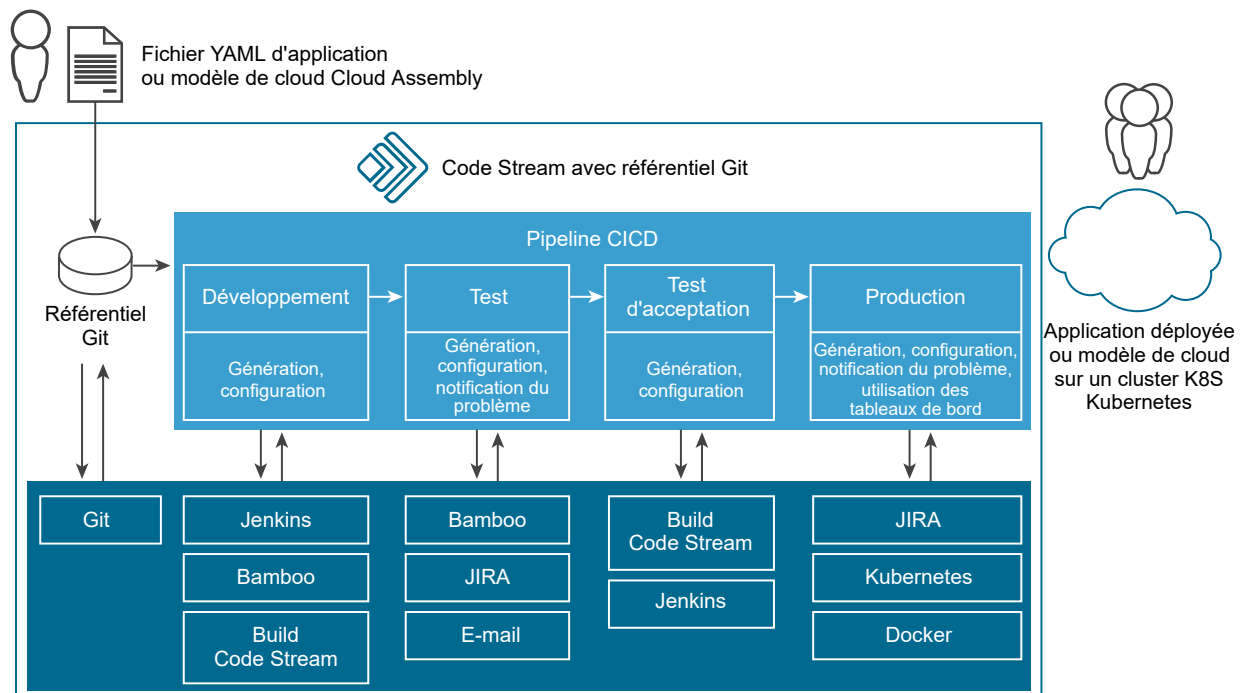 Fichier YAML d'application
ou modèle de cloud Cloud Assembly
Code Stream avec référentiel Git
Pipeline CICD
Développement
Test
Test
d'acceptation
Production
Génération,
configuration
Génération,
configuration,
notification du
problème
Génération,
configuration
Génération, configuration,
notification du problème,
utilisation des
tableaux de bord
Référentiel
Git
Application déployée
ou modèle de cloud
sur un cluster K8S
Kubernetes
Git
Jenkins
Bamboo
Build
Code Stream
Bamboo
JIRA
E-mail
Build
Code Stream
Jenkins
JIRA
Kubernetes
Docker